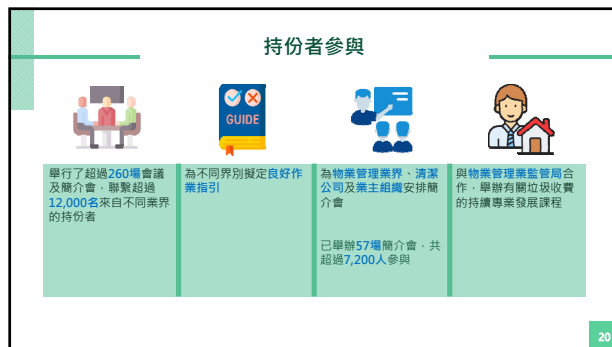 持份者參與
GUIDE
舉行了超過260場會議
及簡介會，聯繫超過
12,000名來自不同業界
的持份者
為不同界別擬定良好作
業指引
為物業管理業界、清潔
公司及業主組織安排簡
介會
已舉辦57場簡介會，共
超過7,200人參與
與物業管理業監管局合
作，舉辦有關垃圾收費
的持續專業發展課程
20